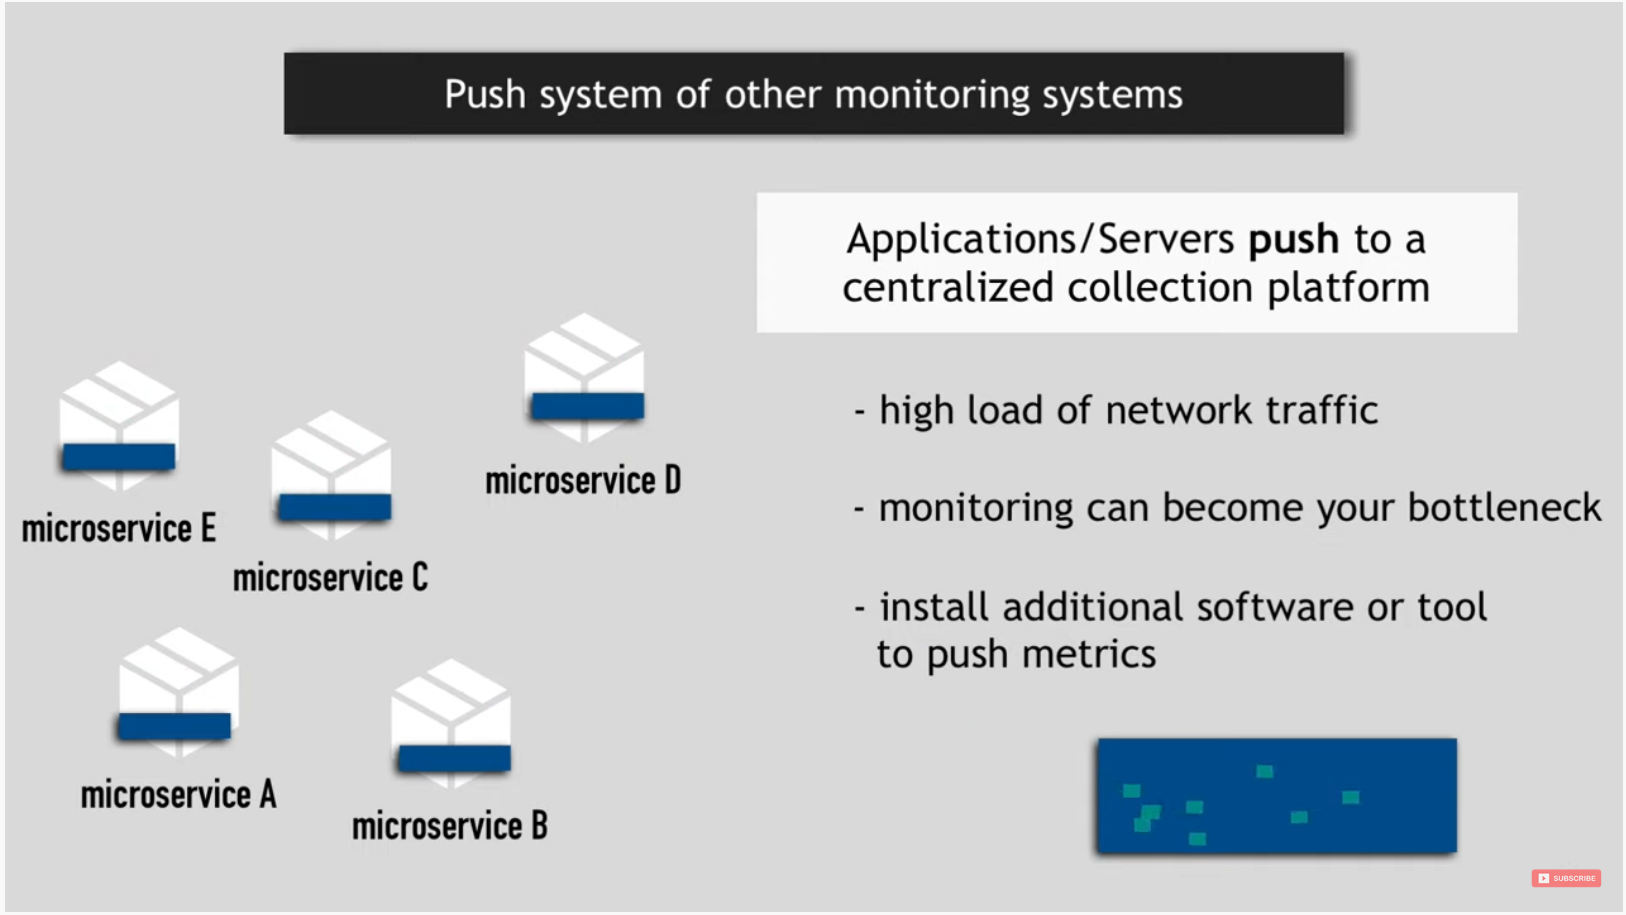 Push system of other monitoring systems
Applications/Servers push to a
centralized collection platform
- high load of network traffic
- monitoring can become your bottleneck
- install additional software or tool
to push metrics
microservice D
microservice E
microservice C
microservice A
microservice B
SUBSCRIBE